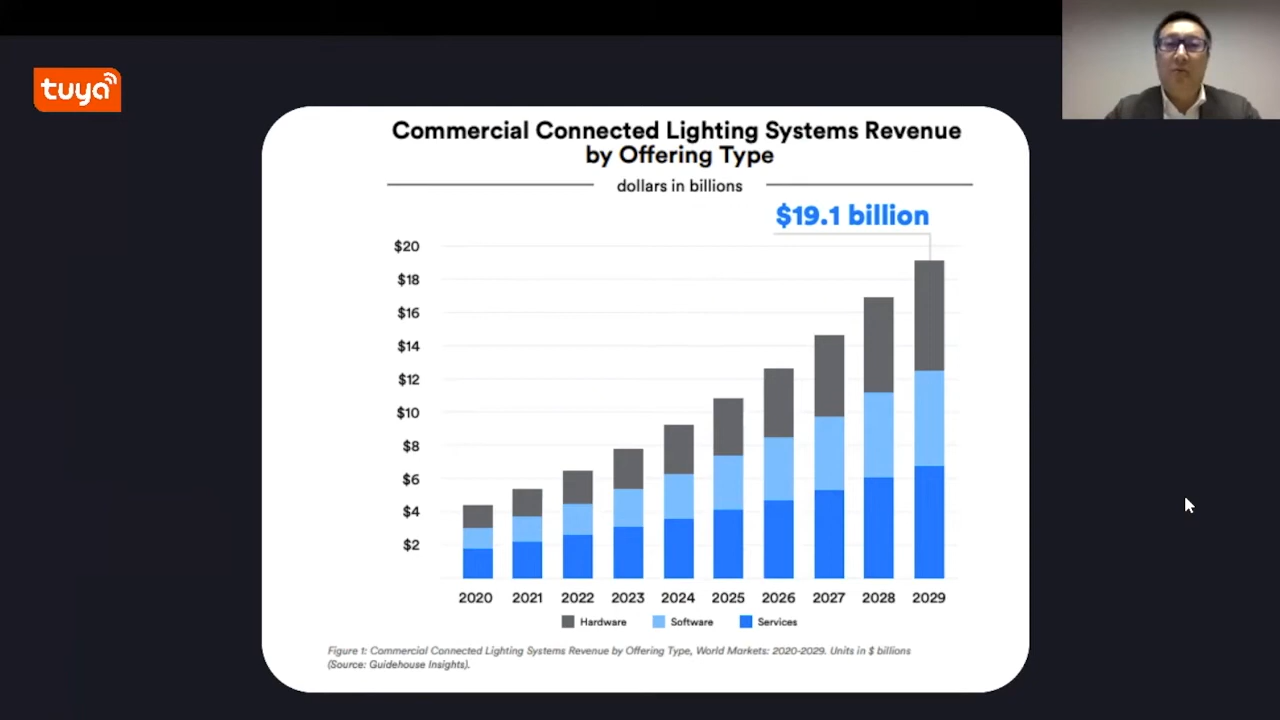 tuya
Commercial Connected Lighting Systems Revenue
by Offering Type
dollars in billions
$19.1 billion
$20
$18
$16
$14
$12
$10
$8
$6
$4
$2
2020 2021 2022 2023 2024 2025 2026 2027 2028 2029
Hardware Software Services
Figure 1: Commercial Connected Lighting Systems Revenue by Offering Type, World Markets: 2020-2029. Units in $ billions
(Source: Guidehouse Insights).